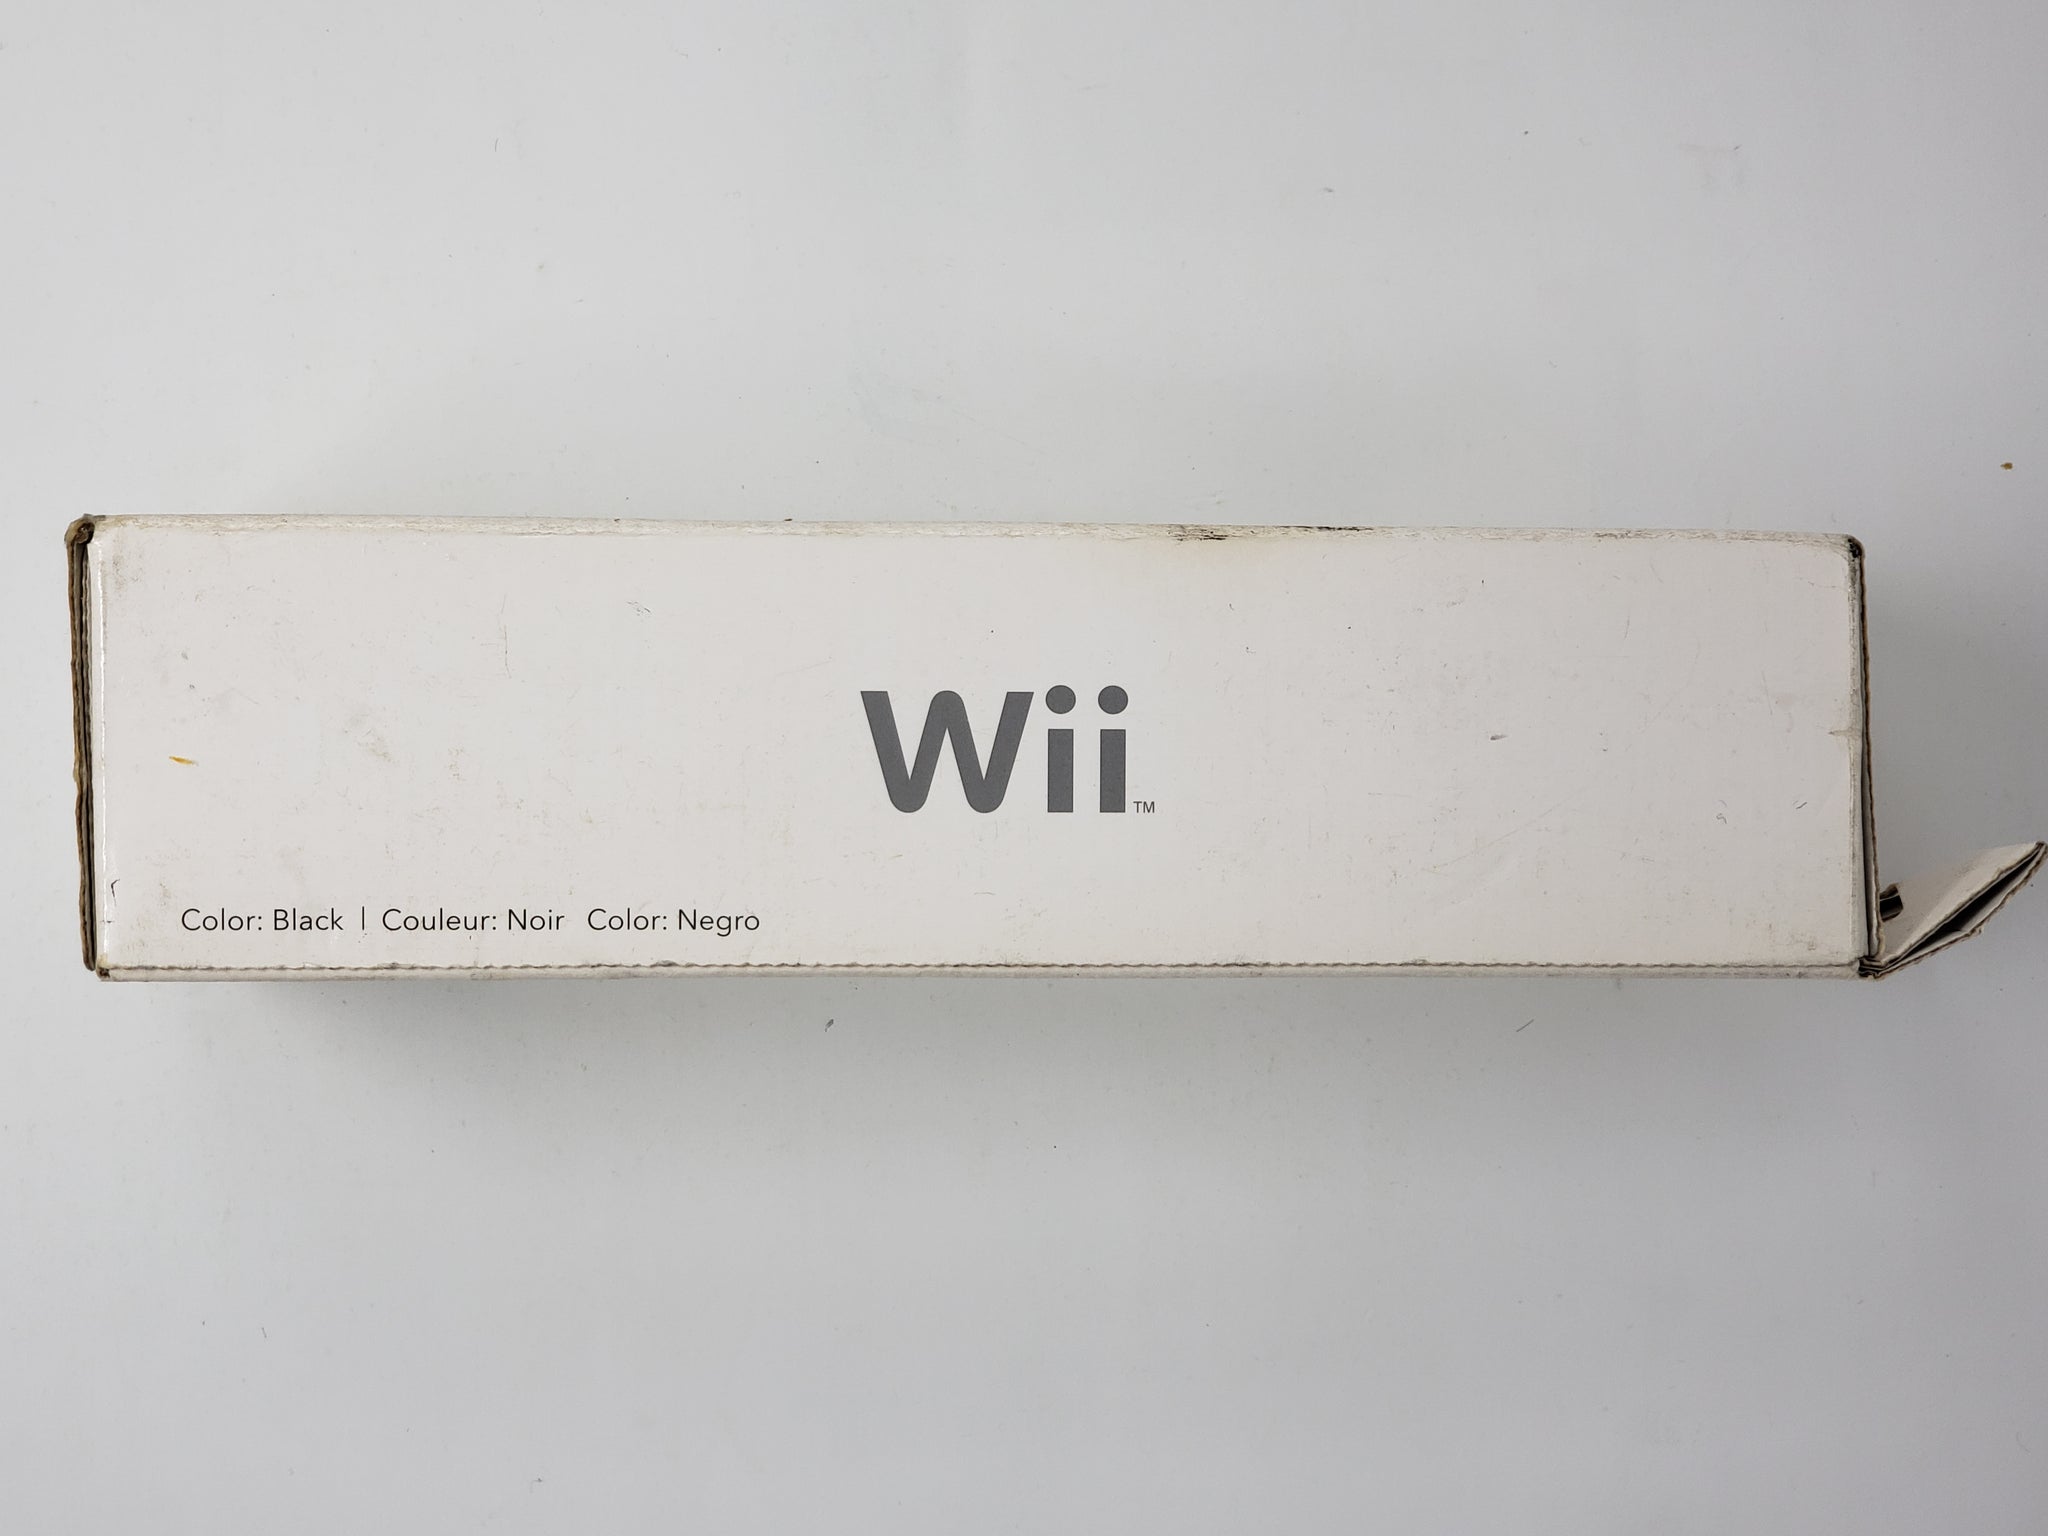 Wii™
Color: Black | Couleur: Noir Color: Negro